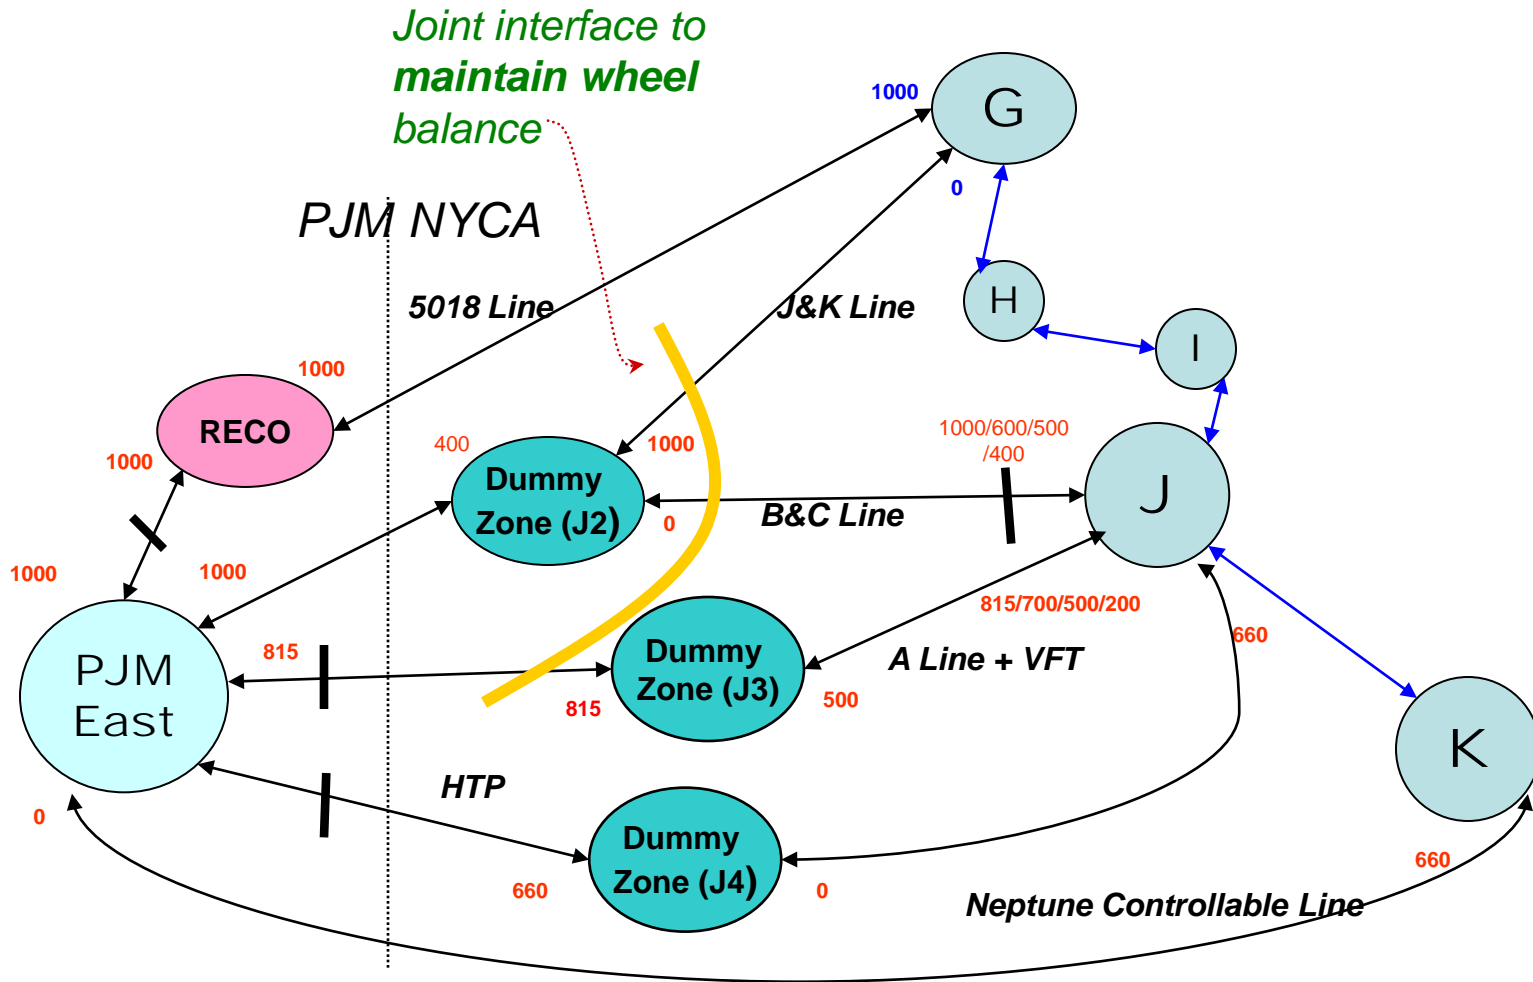 Joint interface to
maintain wheel
balance
1000
G
0
PJM NYCA
5018 Line
J&K Line
H
I
1000
RECO
1000
400
1000
1000/600/500
/400
Dummy
Zone (J2)
J
0
B&C Line
1000
1000
815
815/700/500/200
660
Dummy
Zone (J3)
A Line + VFT
PJM
East
815
500
K
HTP
0
Dummy
Zone (J4)
660
0
660
Neptune Controllable Line